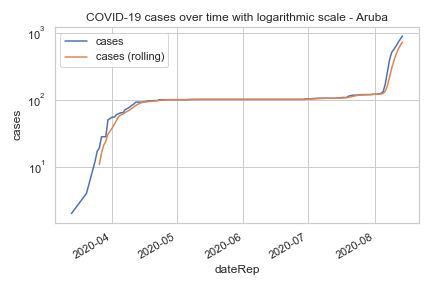 COVID-19 cases over time with logarithmic scale - Aruba
cases
cases (rolling)
10³
10²
10¹
cases
2020-04
2020-05
2020-06
2020-07
2020-08
dateRep